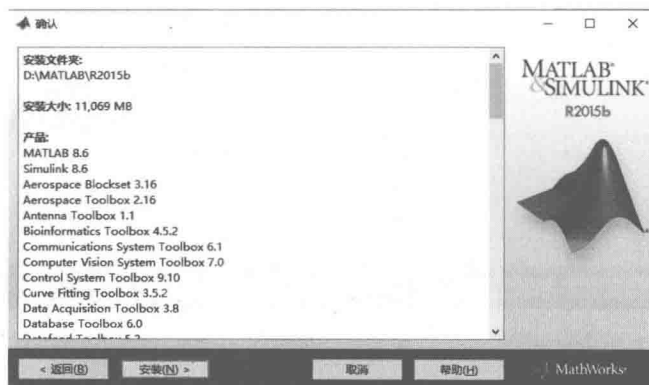 确认
安装文件夹:
D:\MATLAB\R2015b
安装大小: 11,069 MB
产品:
MATLAB 8.6
Simulink 8.6
Aerospace Blockset 3.16
Aerospace Toolbox 2.16
Antenna Toolbox 1.1
Bioinformatics Toolbox 4.5.2
Communications System Toolbox 6.1
Computer Vision System Toolbox 7.0
Control System Toolbox 9.10
Curve Fitting Toolbox 3.5.2
Data Acquisition Toolbox 3.8
Database Toolbox 6.0
MATLAB
&SIMULINK
R2015b
< 返回(B)
安装(N) >
取消
帮助(H)
MathWorks